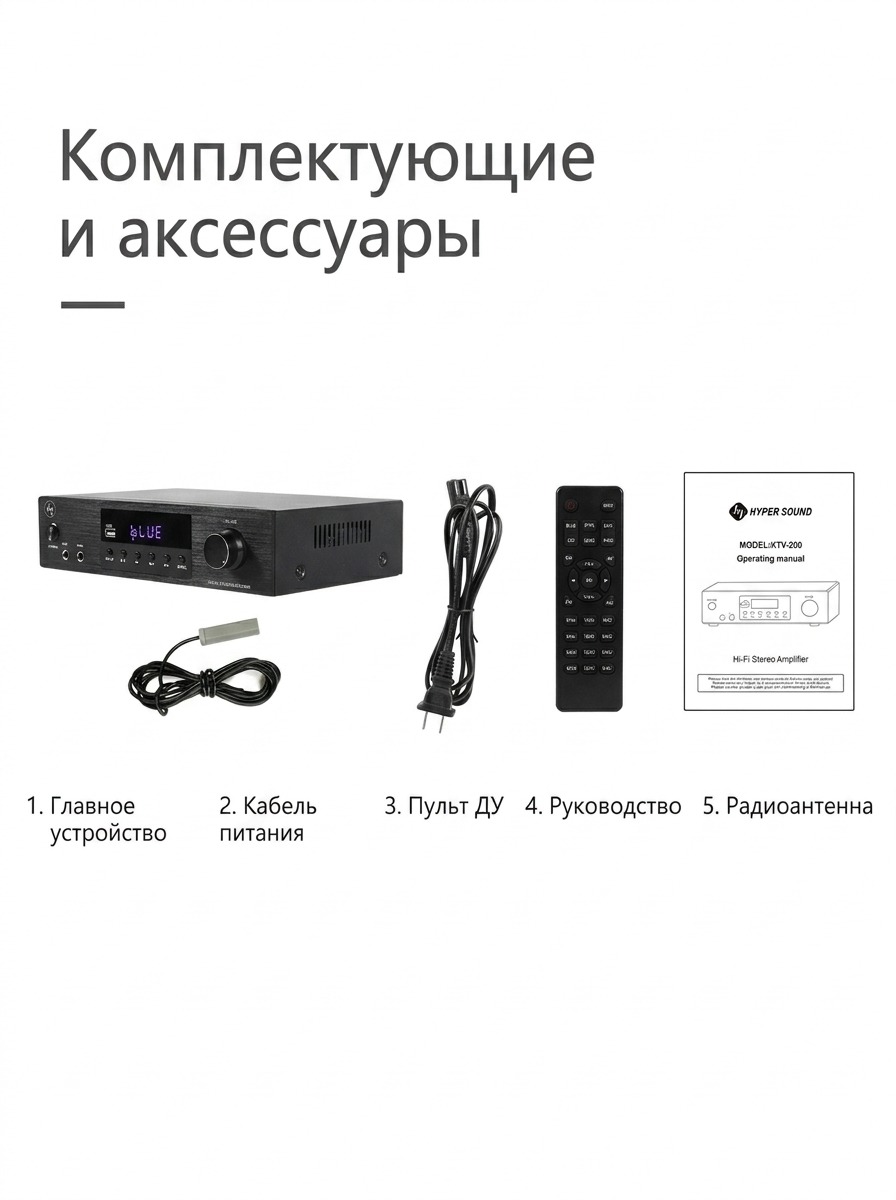 Комплектующие
и аксессуары
BLUE
HYPER SOUND
MODEL:KTV-200
Gperating manual
Hi-Fi Stereo Amplifier
1. Главное
устройство
2. Кабель
питания
3. Пульт ДУ
4. Руководство
5. Радиоантенна